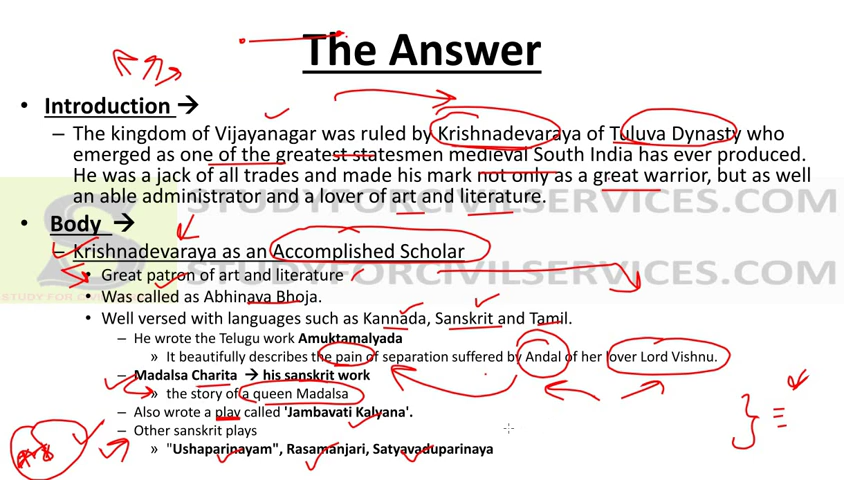 The Answer
• Introduction →
– The kingdom of Vijayanagar was ruled by Krishnadevaraya of Tuluva Dynasty who
emerged as one of the greatest statesmen medieval South India has ever produced.
He was a jack of all trades and made his mark not only as a great warrior, but as well
an able administrator and a lover of art and literature.
STUDYFORCIVILSERVICES.COM
• Body →
– Krishnadevaraya as an Accomplished Scholar
• Great patron of art and literature
STUDYFORCIVILSERVICES.COM
• Was called as Abhinava Bhoja.
• Well versed with languages such as Kannada, Sanskrit and Tamil.
– He wrote the Telugu work Amuktamalyada
» It beautifully describes the pain of separation suffered by Andal of her lover Lord Vishnu.
– Madalsa Charita → his sanskrit work
» the story of a queen Madalsa
– Also wrote a play called 'Jambavati Kalyana'.
– Other sanskrit plays
» "Ushaparinayam", Rasamanjari, Satyavaduparinaya